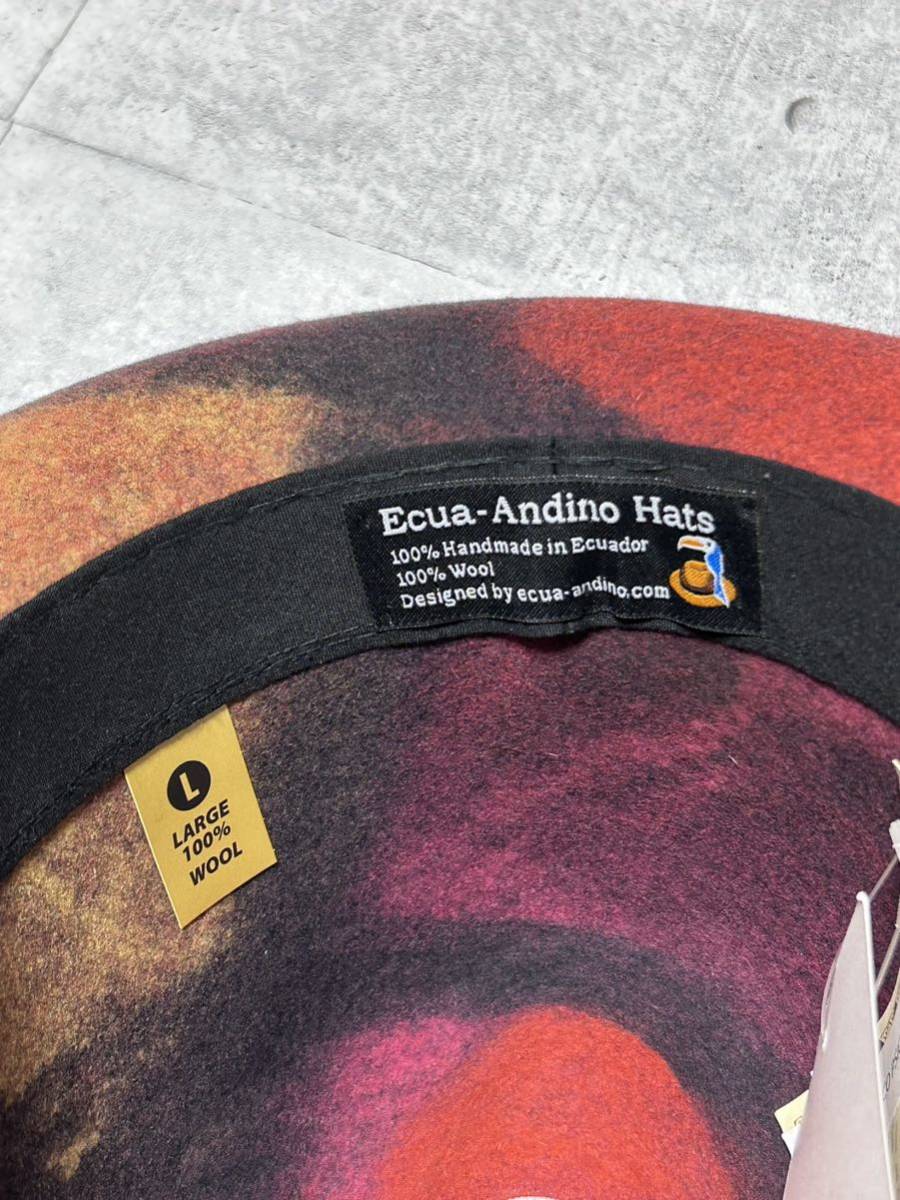 Ecua-Andino Hats
100% Handmade in Ecuador
100% Wool
Designed by ecua-andino.com
L
LARGE
100%
WOOL